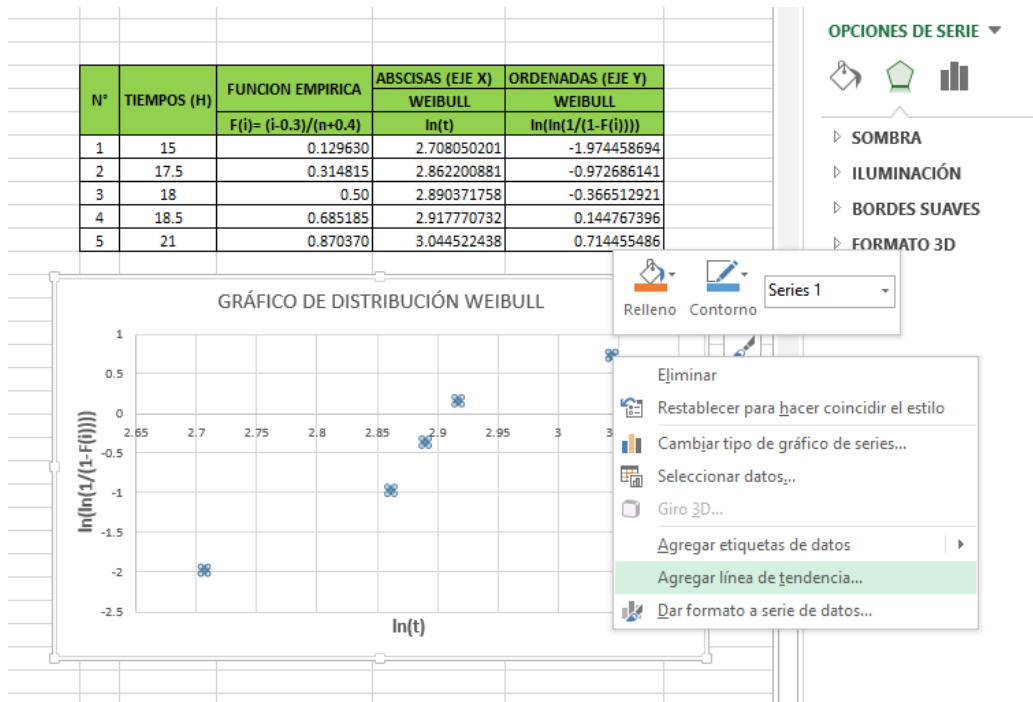 OPCIONES DE SERIE
SOMBRA
ILUMINACIÓN
BORDES SUAVES
FORMATO 3D
N° TIEMPOS (H) FUNCION EMPIRICA ABSCISAS (EJE X) ORDENADAS (EJE Y)
WEIBULL WEIBULL
F(i)= (i-0.3)/(n+0.4) ln(t) ln(ln(1/(1-F(i))))
1 15 0.129630 2.708050201 -1.974458694
2 17.5 0.314815 2.862200881 -0.972686141
3 18 0.50 2.890371758 -0.366512921
4 18.5 0.685185 2.917770732 0.144767396
5 21 0.870370 3.044522438 0.714455486
Relleno Contorno Series 1
GRÁFICO DE DISTRIBUCIÓN WEIBULL
1
0.5
0
2.65 2.7 2.75 2.8 2.85 2.9 2.95 3 3
-0.5
-1
-1.5
-2
-2.5
ln(ln(1/(1-F(i))))
ln(t)
Eliminar
Restablecer para hacer coincidir el estilo
Cambiar tipo de gráfico de series...
Seleccionar datos...
Giro 3D...
Agregar etiquetas de datos
Agregar línea de tendencia...
Dar formato a serie de datos...